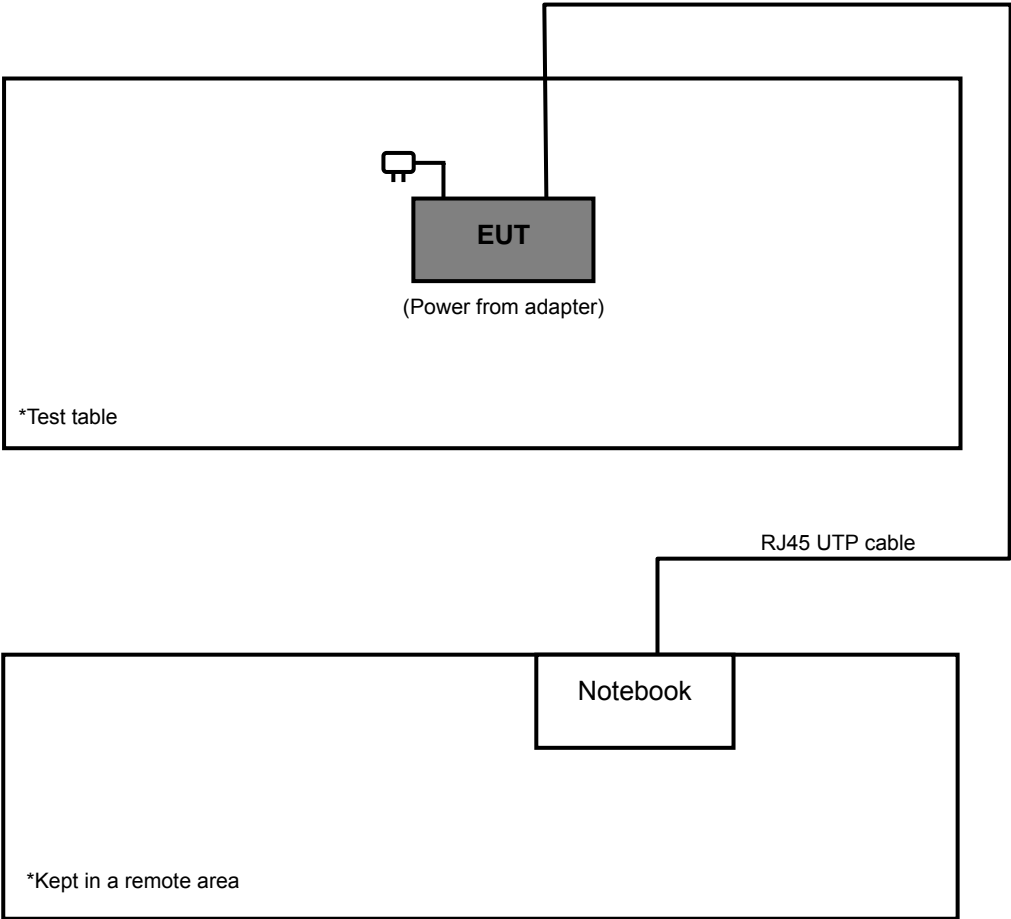 EUT
(Power from adapter)
*Test table
RJ45 UTP cable
Notebook
*Kept in a remote area